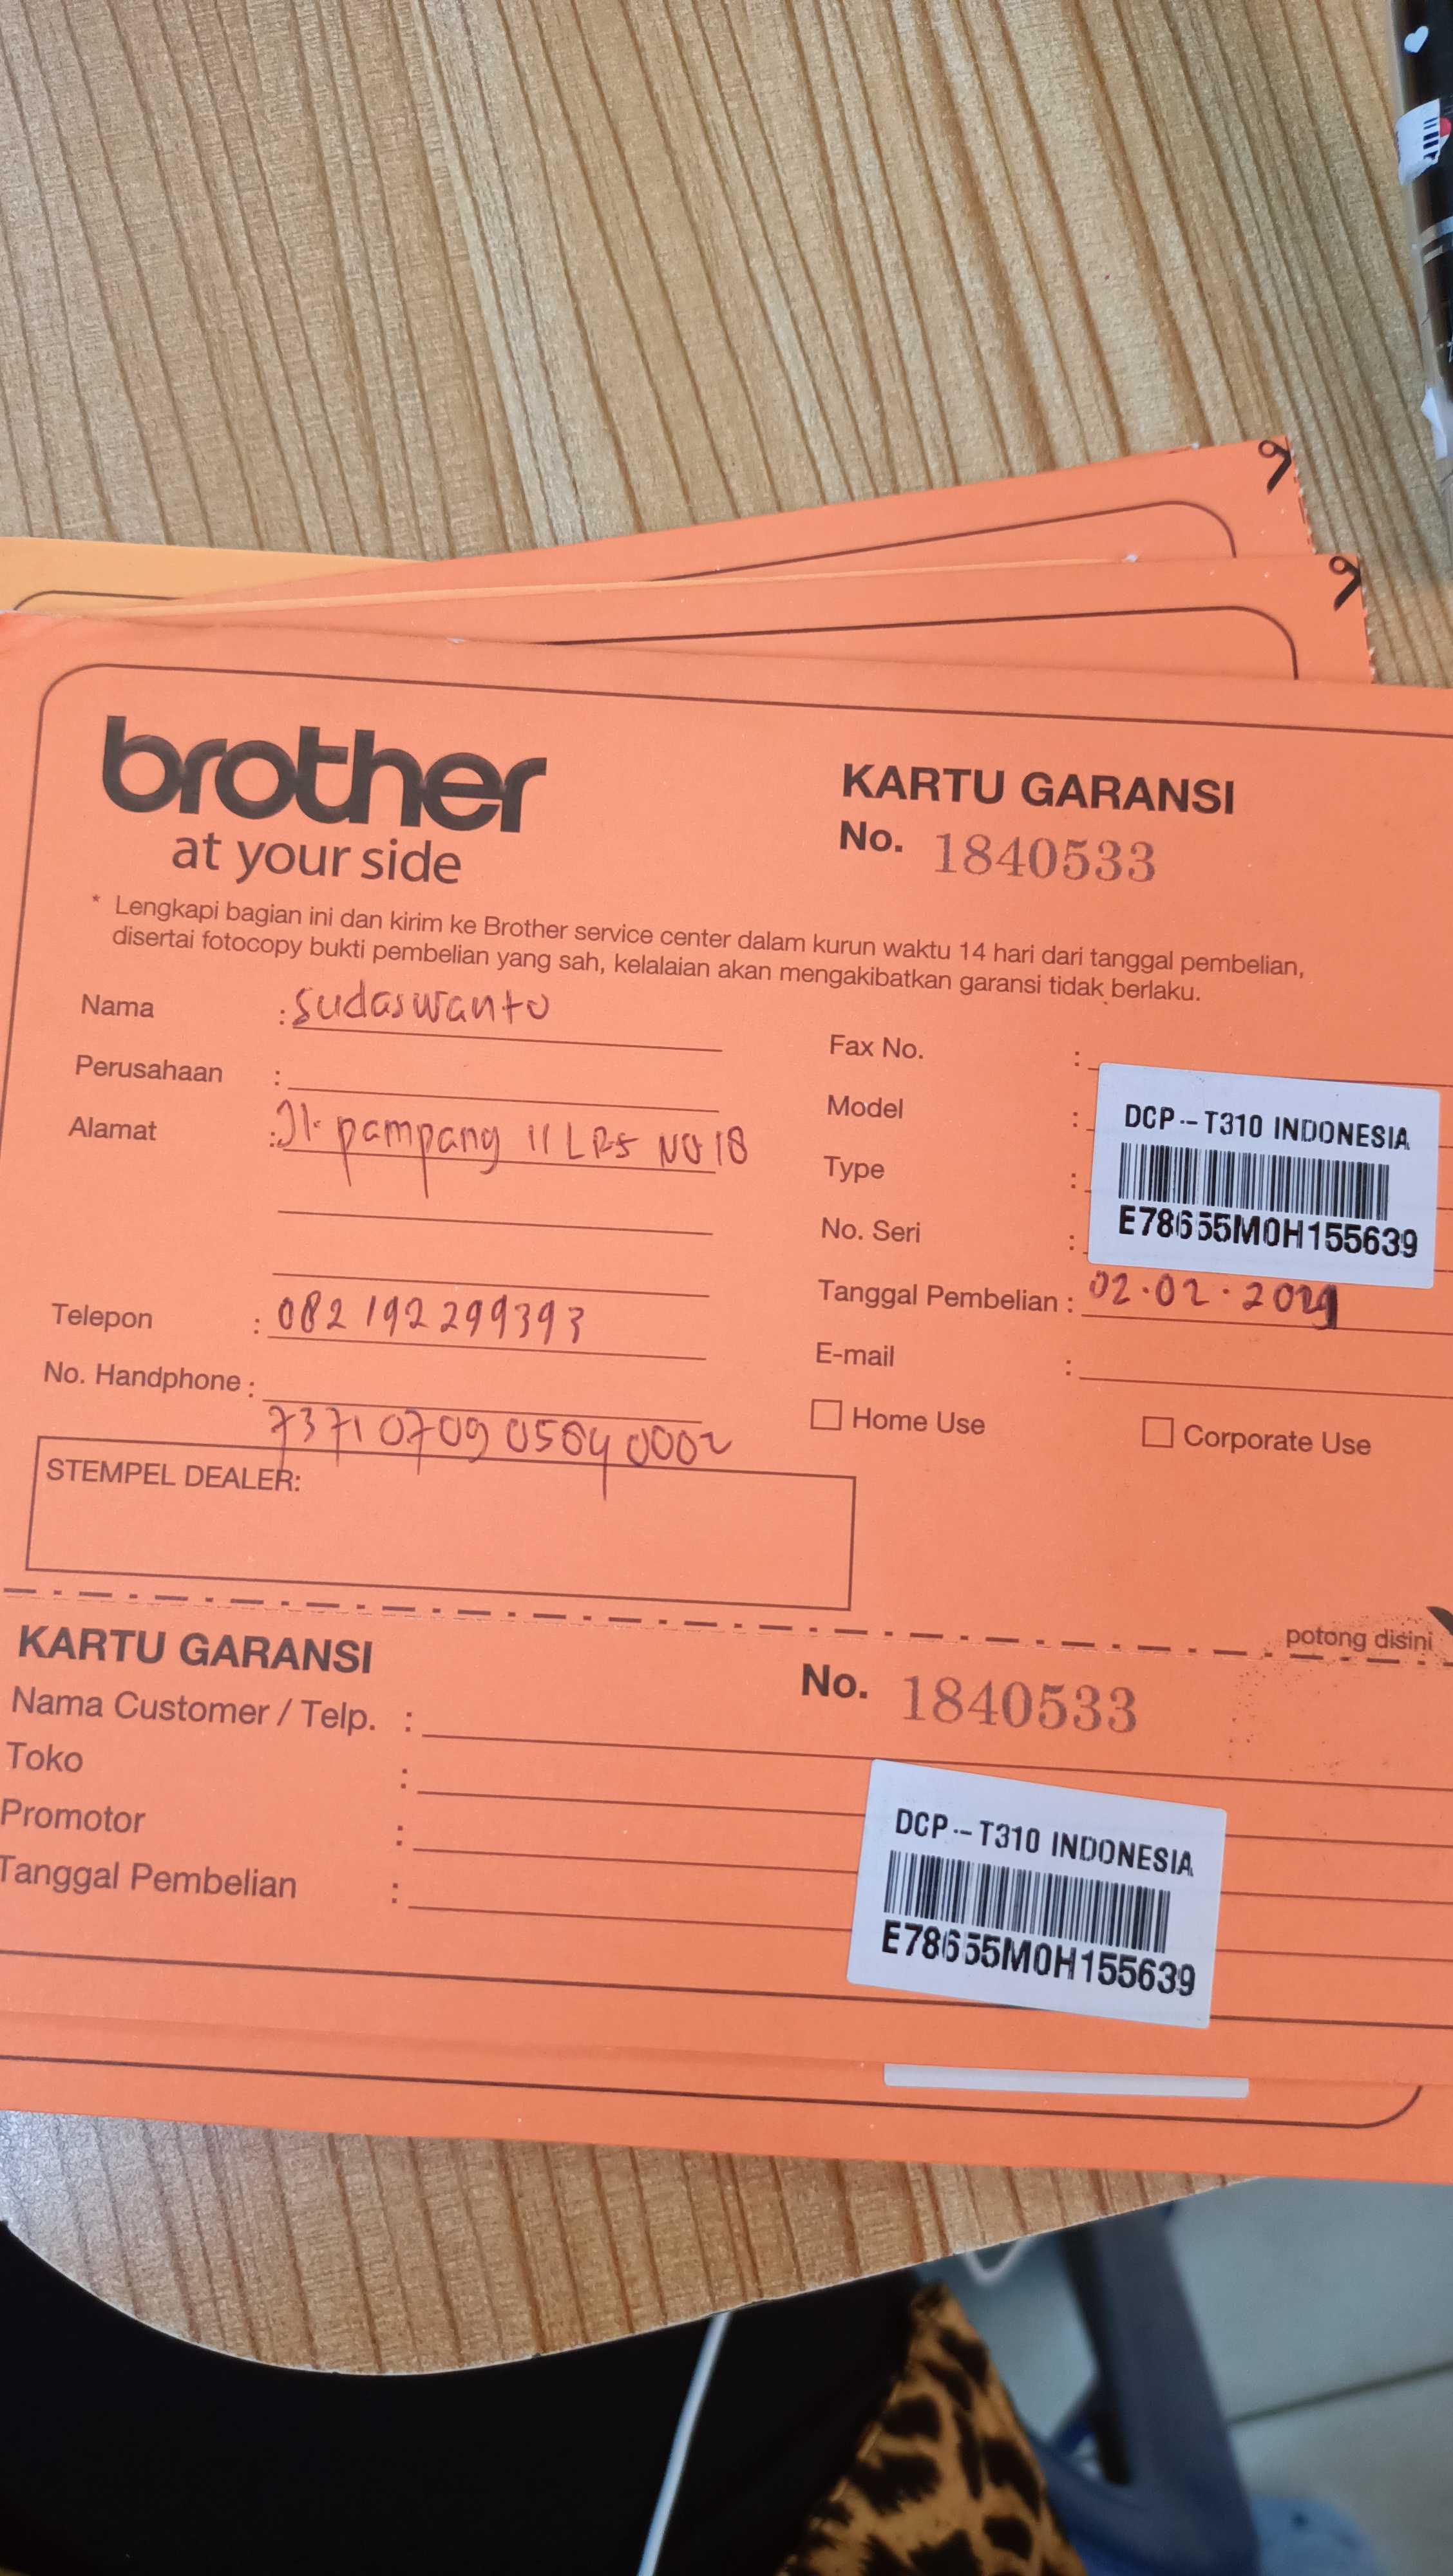 brother
at your side
KARTU GARANSI
No. 1840533
* Lengkapi bagian ini dan kirim ke Brother service center dalam kurun waktu 14 hari dari tanggal pembelian,
disertai fotocopy bukti pembelian yang sah, kelalaian akan mengakibatkan garansi tidak berlaku.
Nama : Sudaswanto
Perusahaan :
Alamat : Jl. pampang II LR5 NO 18
Telepon : 082192299393
No. Handphone :
7371070905640002
Fax No. :
Model :
Type :
No. Seri :
DCP-T310 INDONESIA
E78655M0H155639
Tanggal Pembelian : 02.02.
E-mail :
Home Use
Corporate Use
STEMPEL DEALER:
potong disini
KARTU GARANSI
No. 1840533
Nama Customer / Telp. :
Toko :
Promotor :
Tanggal Pembelian :
DCP-T310 INDONESIA
E78655M0H155639